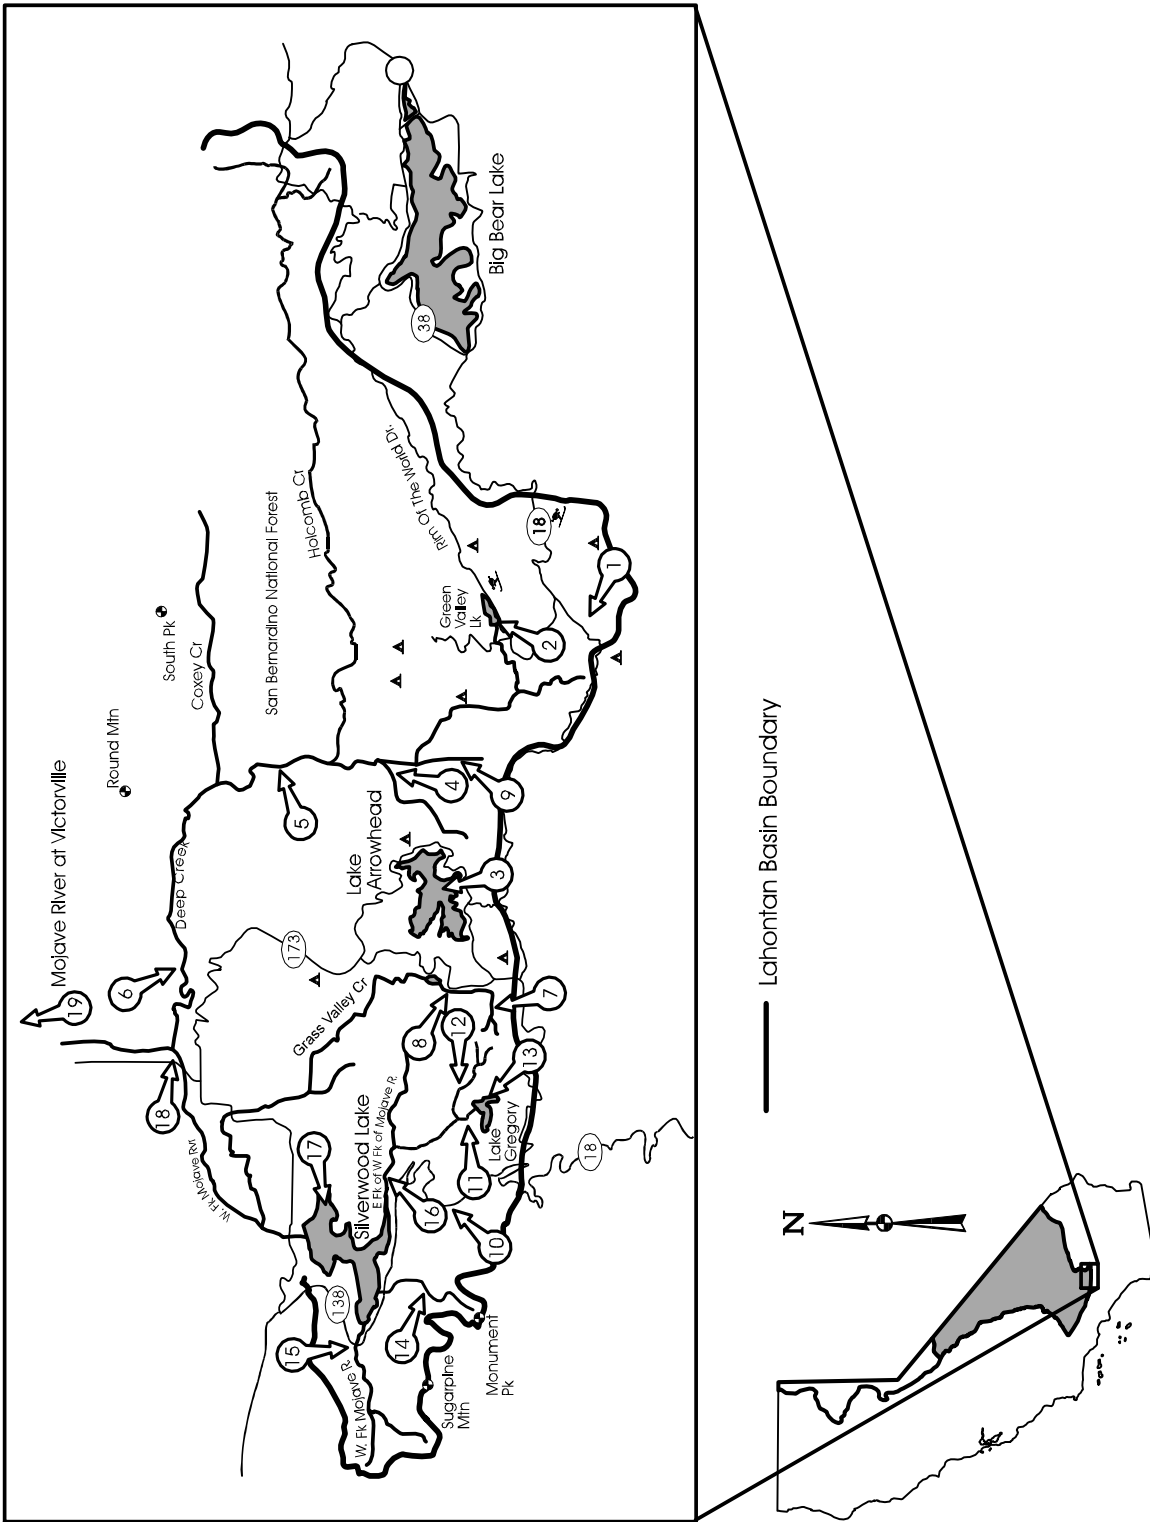 Big Bear Lake
38
Rim Of The World Dr.
18
1
Green
Valley
Lk
2
Holcomb Cr
San Bernardino National Forest
South Pk
Coxey Cr
Round Mtn
Mojave River at Victorville
Deep Creek
5
4
9
Lake
Arrowhead
3
6
19
173
Grass Valley Cr
7
8
12
13
18
W. Fk Mojave Rvr
17
Silverwood Lake
E Fk of W Fk of Mojave R.
Lake
Gregory
11
16
10
18
138
15
14
W. Fk Mojave R.
Sugarpine
Mtn
Monument
Pk
Lahontan Basin Boundary
N